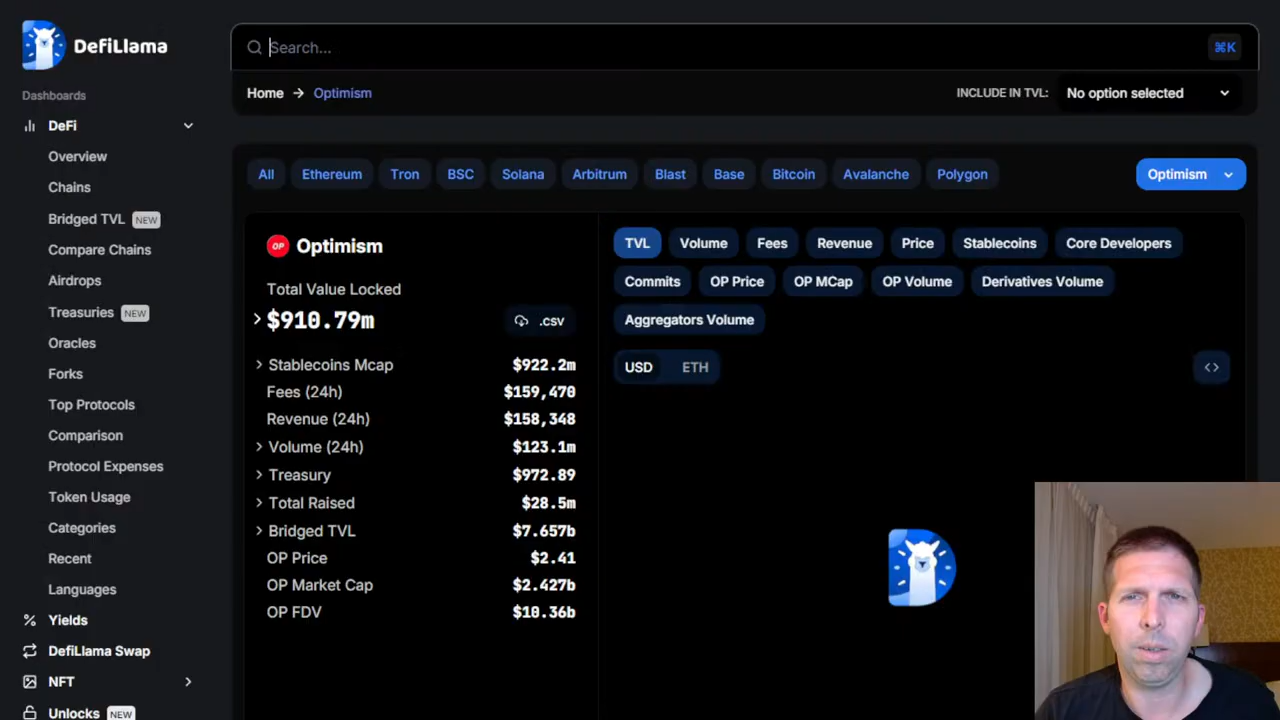 DefiLlama
Search...
⌘K
Home → Optimism
INCLUDE IN TVL: No option selected
Dashboards
DeFi
Overview
Chains
Bridged TVL NEW
Compare Chains
Airdrops
Treasuries NEW
Oracles
Forks
Top Protocols
Comparison
Protocol Expenses
Token Usage
Categories
Recent
Languages
Yields
DefiLlama Swap
NFT
Unlocks NEW
All Ethereum Tron BSC Solana Arbitrum Blast Base Bitcoin Avalanche Polygon Optimism
OP Optimism
Total Value Locked
$910.79m .csv
Stablecoins Mcap $922.2m
Fees (24h) $159,470
Revenue (24h) $158,348
Volume (24h) $123.1m
Treasury $972.89
Total Raised $28.5m
Bridged TVL $7.657b
OP Price $2.41
OP Market Cap $2.427b
OP FDV $10.36b
TVL Volume Fees Revenue Price Stablecoins Core Developers
Commits OP Price OP MCap OP Volume Derivatives Volume
Aggregators Volume
USD ETH